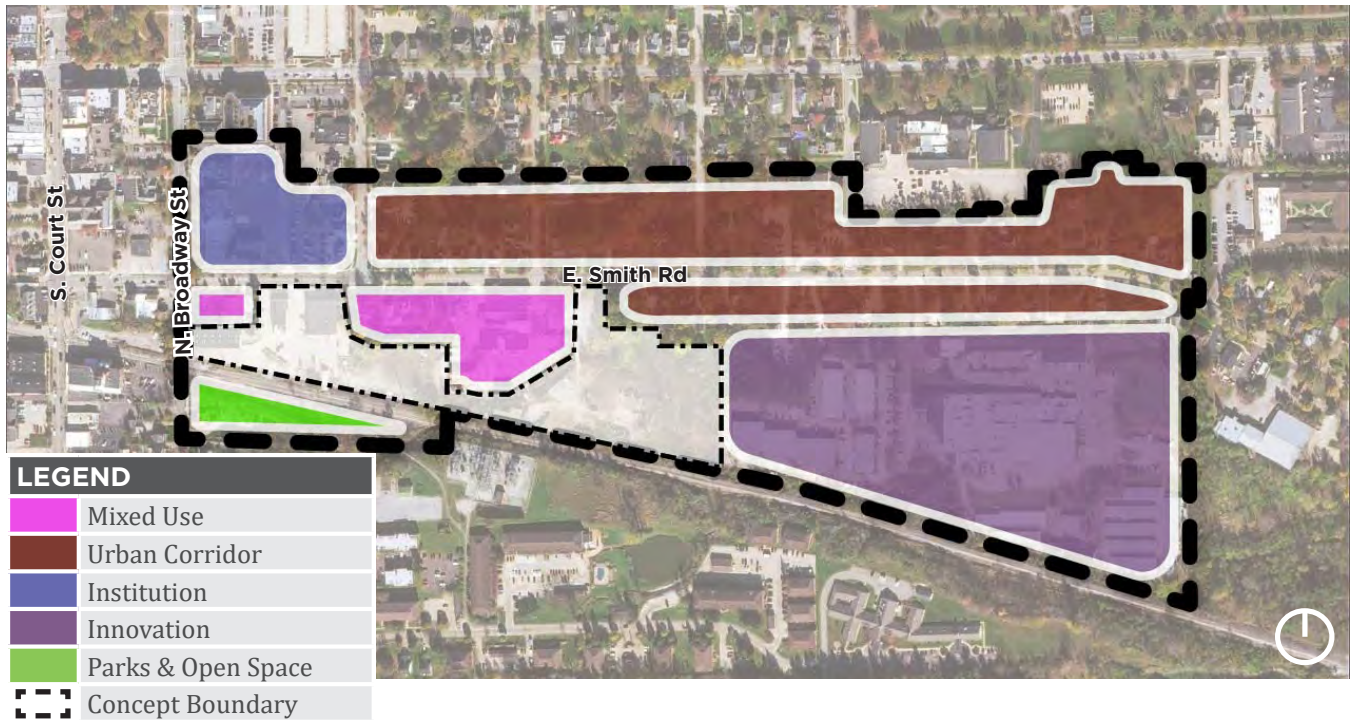 S. Court St
N. Broadway St
E. Smith Rd
LEGEND
Mixed Use
Urban Corridor
Institution
Innovation
Parks & Open Space
Concept Boundary